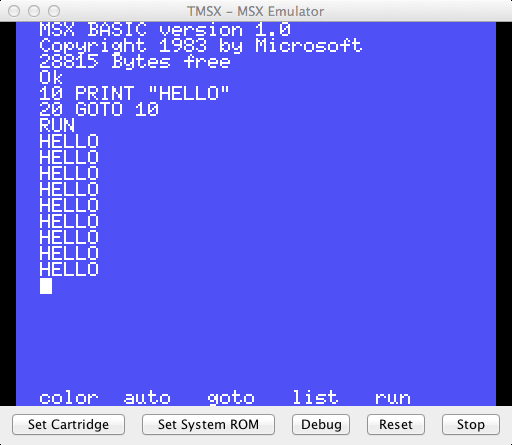 TMSX - MSX Emulator
MSX BASIC version 1.0
Copyright 1983 by Microsoft
28815 Bytes free
Ok
10 PRINT "HELLO"
20 GOTO 10
RUN
HELLO
HELLO
HELLO
HELLO
HELLO
HELLO
HELLO
HELLO
HELLO
color auto goto list run
Set Cartridge Set System ROM Debug Reset Stop